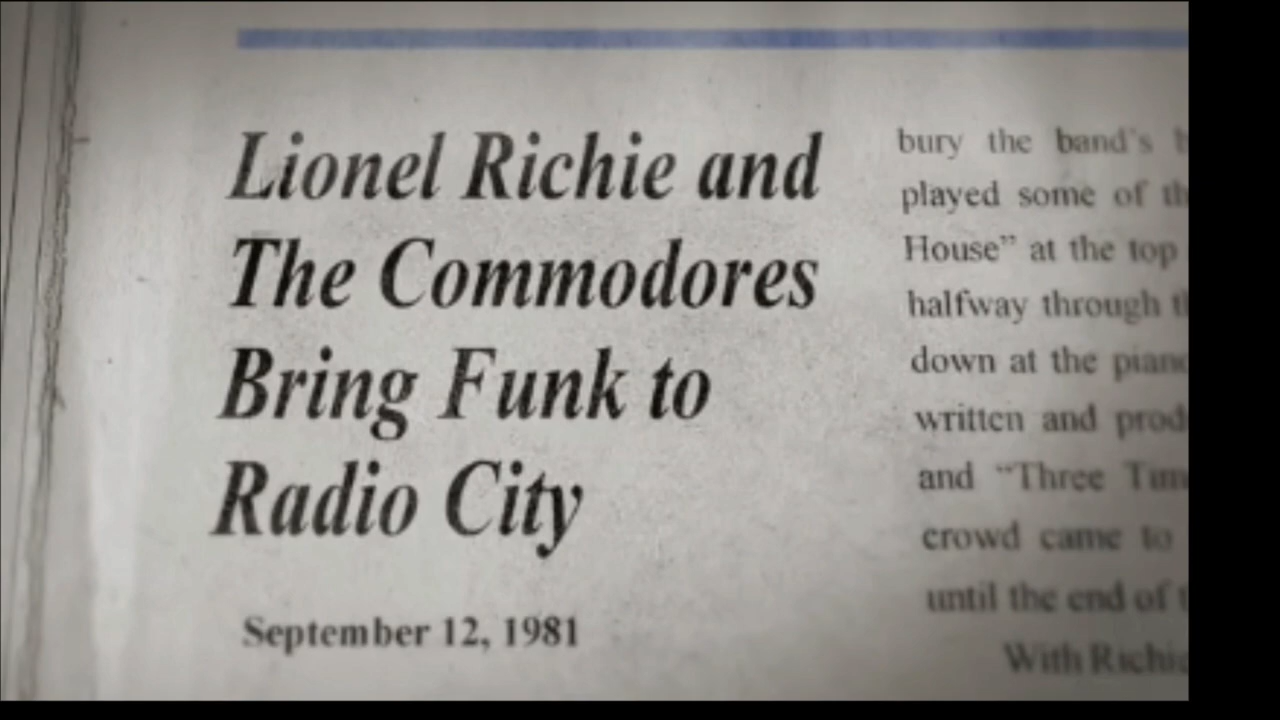 Lionel Richie and
The Commodores
Bring Funk to
Radio City
September 12, 1981
bury the band's
played some of
House” at the top
halfway through
down at the
written and
and “Three
crowd came to
until the end of
With